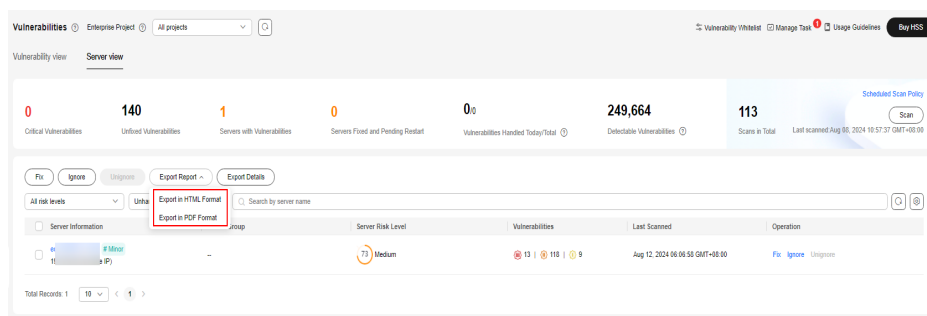 Vulnerabilities Enterprise Project All projects Vulnerability Whitelist Manage Task 1 Usage Guidelines Buy HSS
Vulnerability view Server view
0 140 1 0 0/0 249,664 113 Scheduled Scan Policy
Scan
Critical Vulnerabilities Unfixed Vulnerabilities Servers with Vulnerabilities Servers Fixed and Pending Restart Vulnerabilities Handled Today/Total Detectable Vulnerabilities Scans in Total Last scanned:Aug 08, 2024 10:57:37 GMT+08:00
Fix Ignore Unignore Export Report Export Details
All risk levels Unha Export in HTML Format Search by server name
Export in PDF Format
Server Information roup Server Risk Level Vulnerabilities Last Scanned Operation
# Minor
73 Medium 13 | 118 | 9 Aug 12, 2024 06:06:58 GMT+08:00 Fix Ignore Unignore
-- 
e IP)
Total Records: 1 10 < 1 >